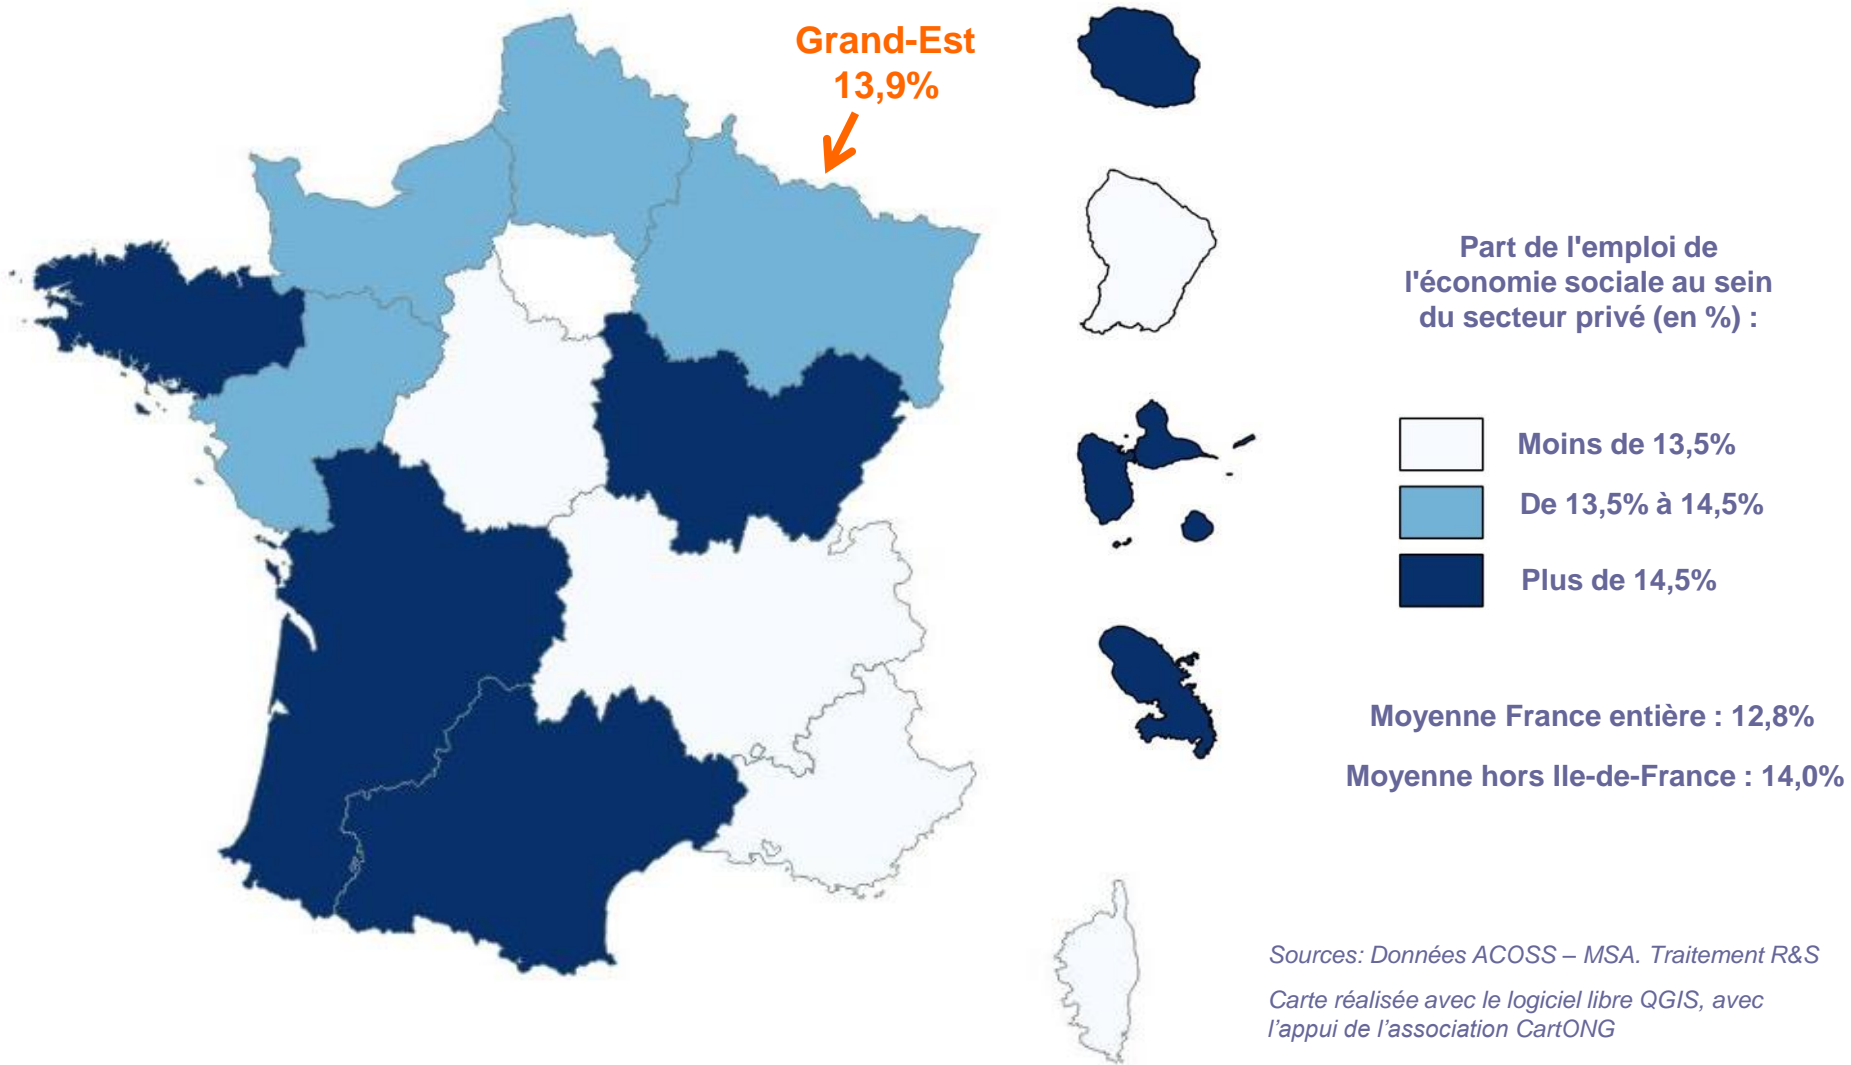 Grand-Est
13,9%
Part de l'emploi de
l'économie sociale au sein
du secteur privé (en %) :
Moins de 13,5%
De 13,5% à 14,5%
Plus de 14,5%
Moyenne France entière : 12,8%
Moyenne hors Ile-de-France : 14,0%
Sources: Données ACOSS – MSA. Traitement R&S
Carte réalisée avec le logiciel libre QGIS, avec
l’appui de l’association CartONG